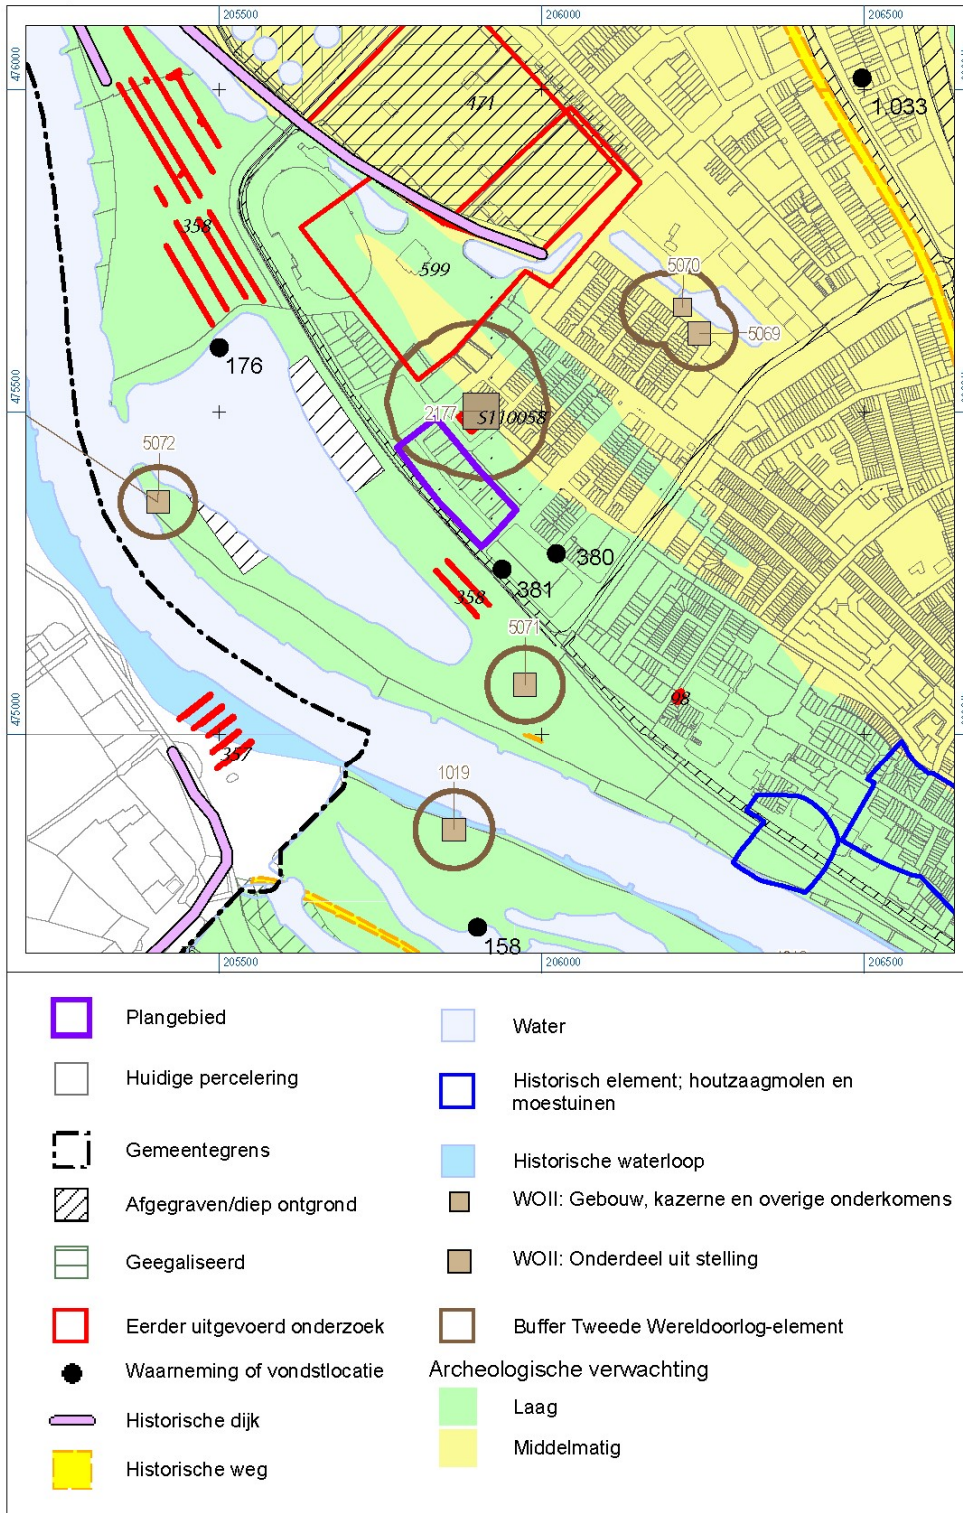 205500
206000
206500
476000
471
1.033
358
599
5070
5069
176
2177
S110058
475500
5072
380
381
358
5071
98
475000
357
1019
158
205500
206000
206500
Plangebied
Water
Huidige percelering
Historisch element; houtzaagmolen en
moestuinen
Gemeentegrens
Historische waterloop
Afgegraven/diep ontgrond
WOII: Gebouw, kazerne en overige onderkomens
Geegaliseerd
WOII: Onderdeel uit stelling
Eerder uitgevoerd onderzoek
Buffer Tweede Wereldoorlog-element
Waarneming of vondstlocatie
Archeologische verwachting
Historische dijk
Laag
Historische weg
Middelmatig